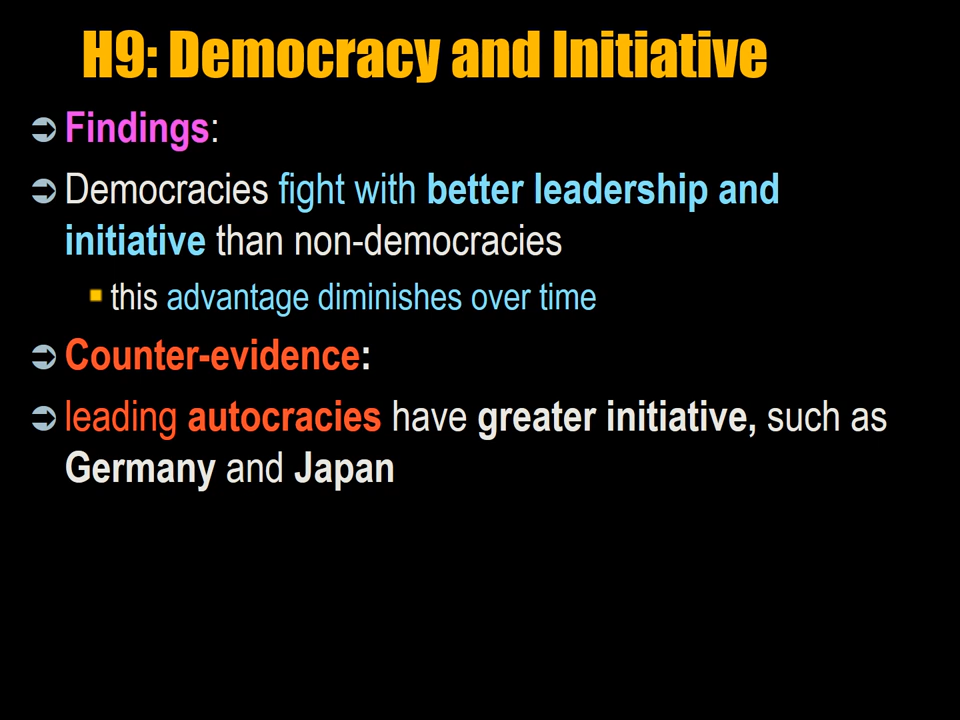 H9: Democracy and Initiative
Findings:
Democracies fight with better leadership and
initiative than non-democracies
this advantage diminishes over time
Counter-evidence:
leading autocracies have greater initiative, such as
Germany and Japan